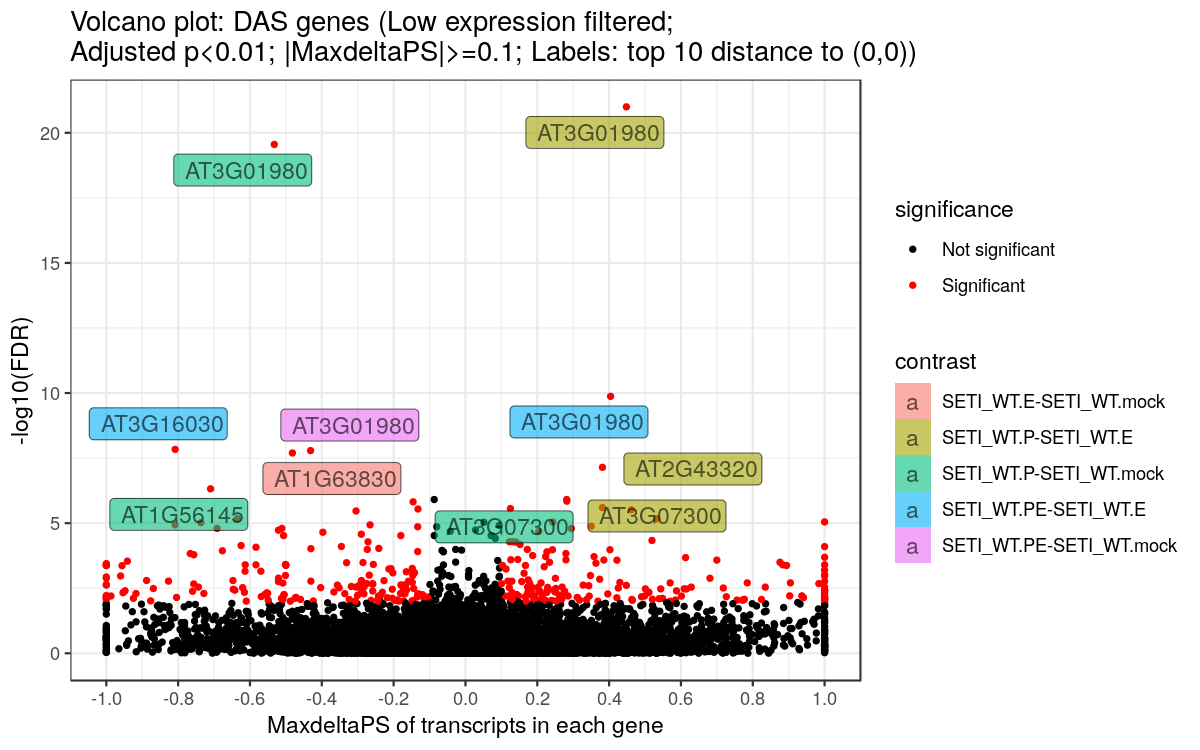 Volcano plot: DAS genes (Low expression filtered;
Adjusted p<0.01; |MaxdeltaPS|>=0.1; Labels: top 10 distance to (0,0))
AT3G01980
AT3G01980
AT3G16030
AT3G01980
AT3G01980
AT1G63830
AT2G43320
AT1G56145
AT3G07300
AT3G07300
20
15
10
5
0
-log10(FDR)
-1.0 -0.8 -0.6 -0.4 -0.2 0.0 0.2 0.4 0.6 0.8 1.0
MaxdeltaPS of transcripts in each gene
significance
Not significant
Significant
contrast
a SETI_WT.E-SETI_WT.mock
a SETI_WT.P-SETI_WT.E
a SETI_WT.P-SETI_WT.mock
a SETI_WT.PE-SETI_WT.E
a SETI_WT.PE-SETI_WT.mock